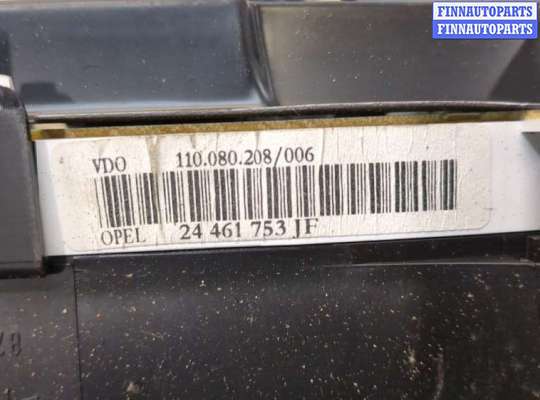 FINNAUTOPARTS
FINNAUTOPARTS
VDO 110.080.208/006
OPEL 24 461 753 JF